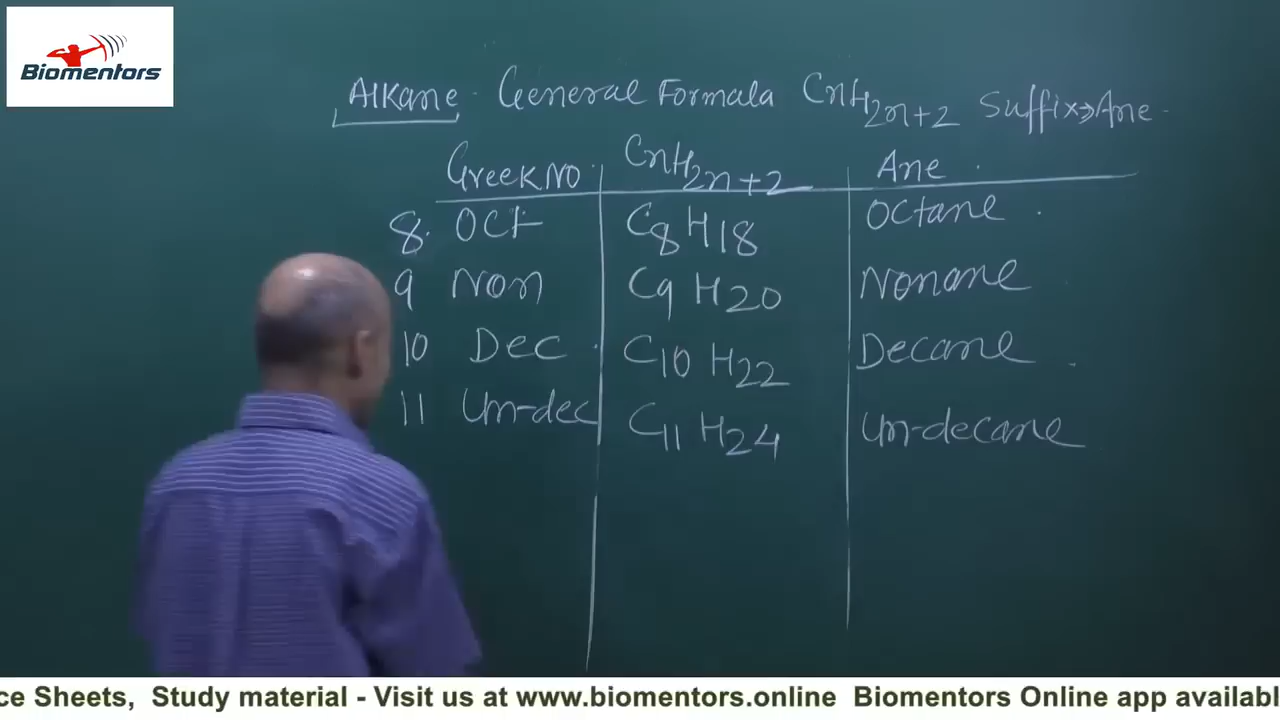 Biomentors
Alkane. General Formala CnH2n+2 Suffix⇒Ane.
Greek NO. CnH2n+2 Ane.
8. OCt C8H18 OCtane.
9 Non C9H20 Nonane
10 Dec C10H22 Decane.
11 Un-dec C11H24 Un-decane
ce Sheets, Study material - Visit us at www.biomentors.online Biomentors Online app availabl